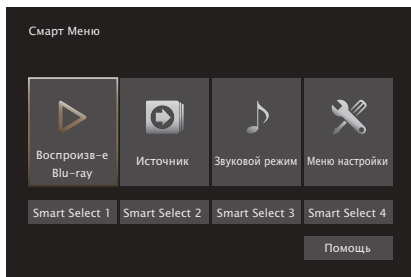 Смарт Меню
Воспроизв-е
Blu-ray
Источник
Звуковой режим
Меню настройки
Smart Select 1
Smart Select 2
Smart Select 3
Smart Select 4
Помощь